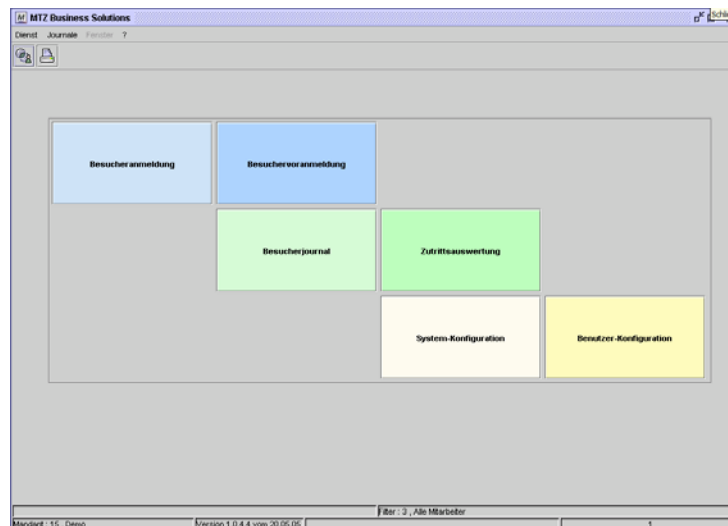 MTZ Business Solutions
Schli
Dienst Journale Fenster ?
Besucheranmeldung Besuchervoranmeldung
Besucherjournal Zutrittsauswertung
System-Konfiguration Benutzer-Konfiguration
Filter : 3 , Alle Mitarbeiter
Mandant : 15 , Demo Version 1.0.4.4 vom 20.05.05 1